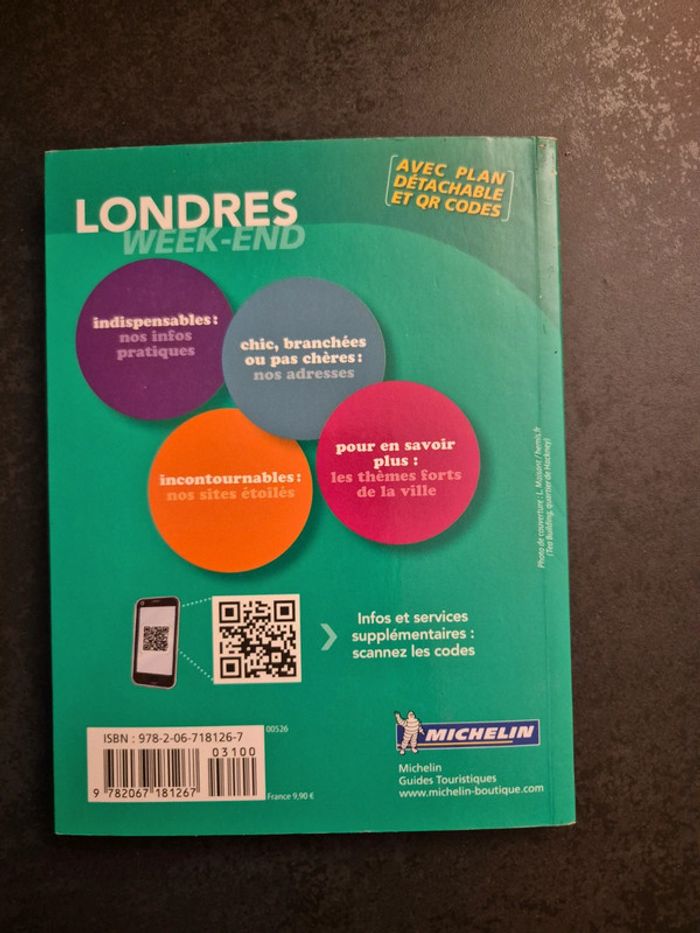 AVEC PLAN
DÉTACHABLE
ET QR CODES
LONDRES
WEEK-END
indispensables :
nos infos
pratiques
chic, branchées
ou pas chères :
nos adresses
incontournables :
nos sites étoilés
pour en savoir
plus :
les thèmes forts
de la ville
Photo de couverture : L. Maisant / hemis.fr
(Tea Building, quartier de Hackney)
Infos et services
supplémentaires :
scannez les codes
ISBN : 978-2-06-718126-7
00526
03100
9 782067 181267
France 9,90 €
MICHELIN
Michelin
Guides Touristiques
www.michelin-boutique.com